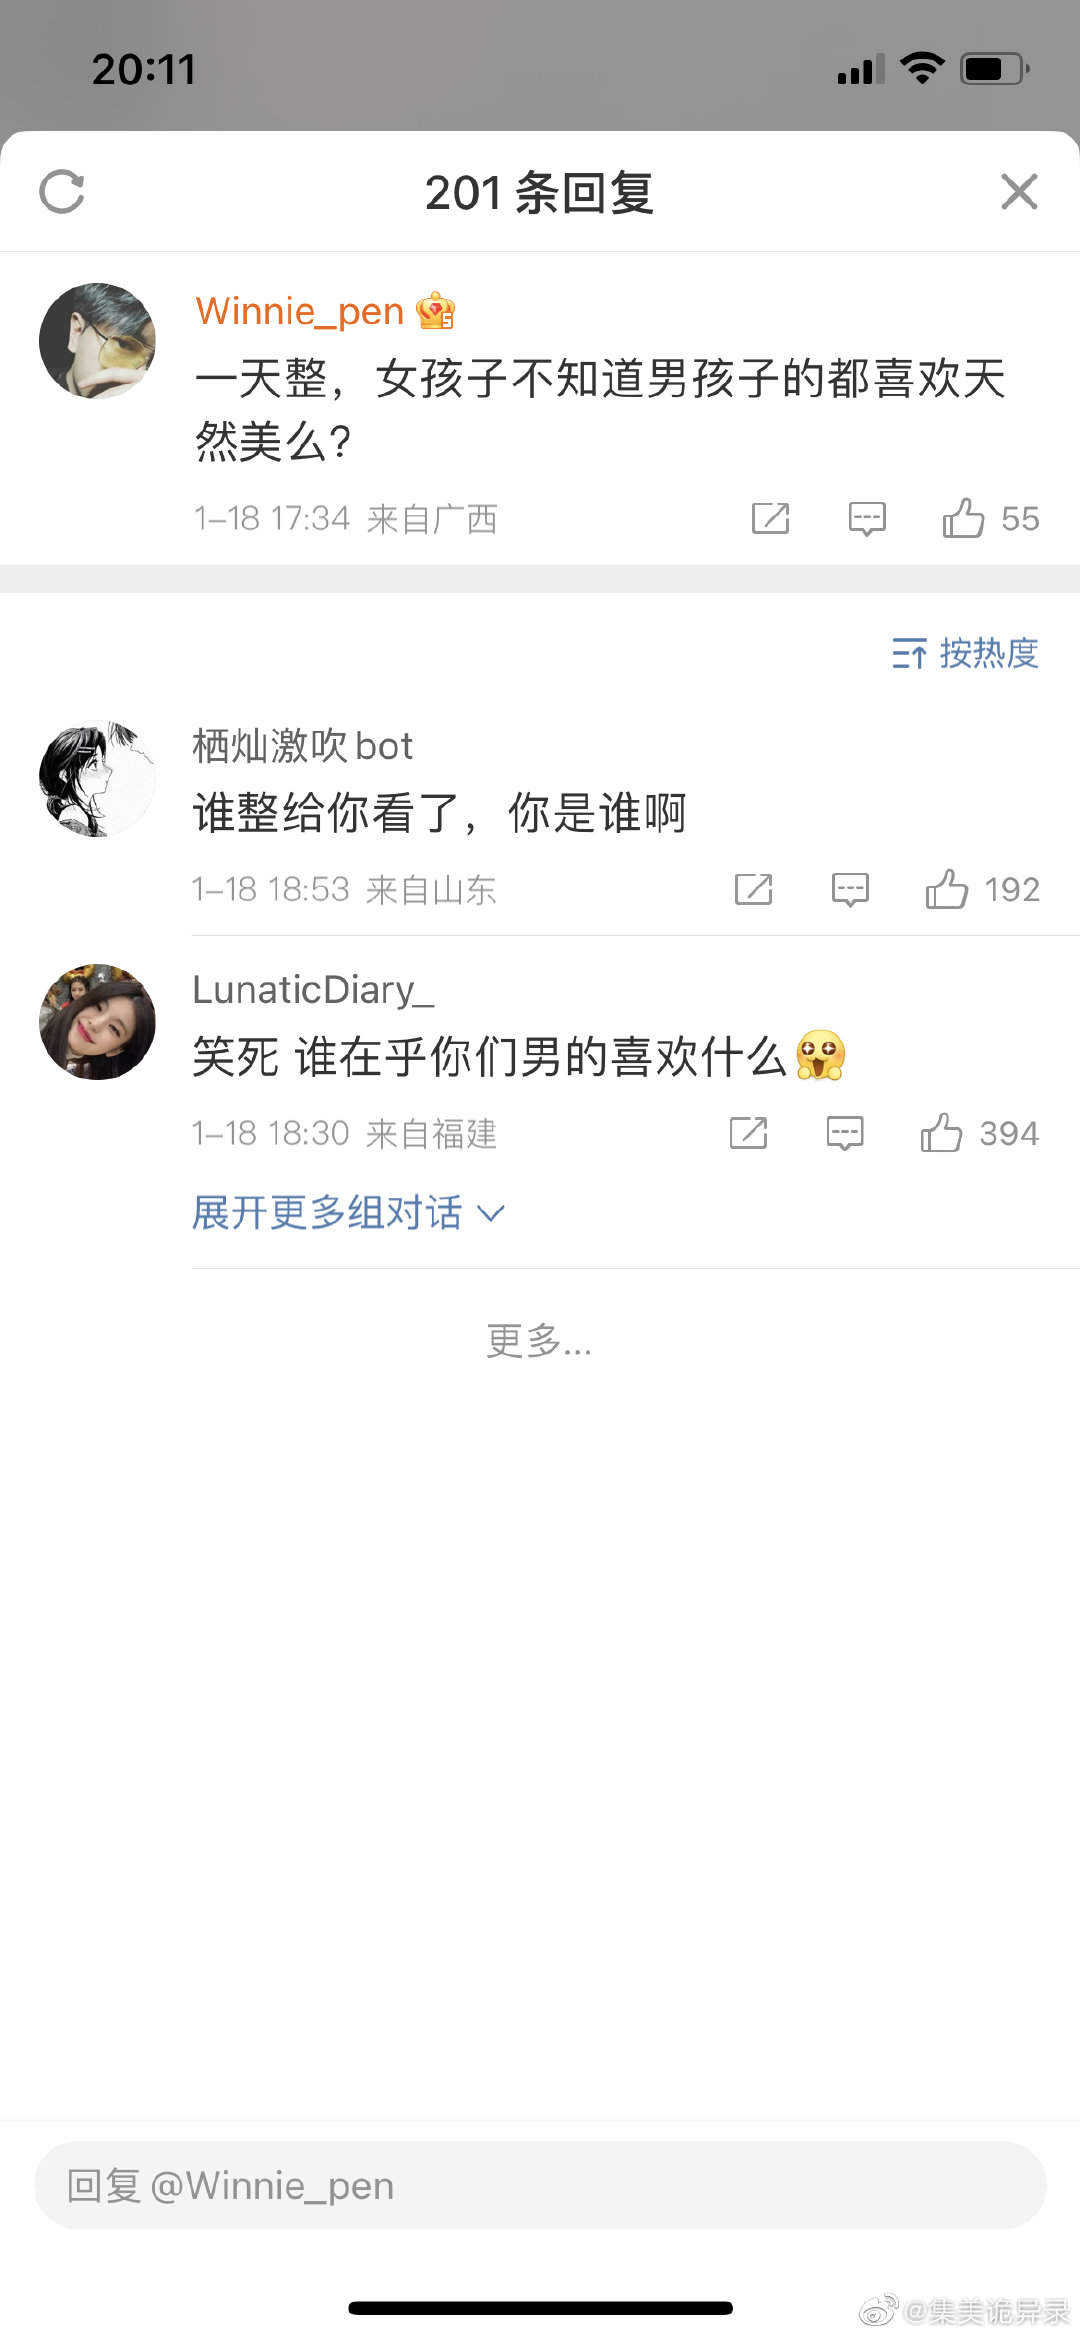 20:11
201 条回复
Winnie_pen
5
一天整，女孩子不知道男孩子的都喜欢天
然美么？
1-18 17:34 来自广西
55
按热度
栖灿激吹bot
谁整给你看了，你是谁啊
1-18 18:53 来自山东
192
LunaticDiary_
笑死 谁在乎你们男的喜欢什么
1-18 18:30 来自福建
394
展开更多组对话
更多...
回复 @Winnie_pen
@集美诡异录